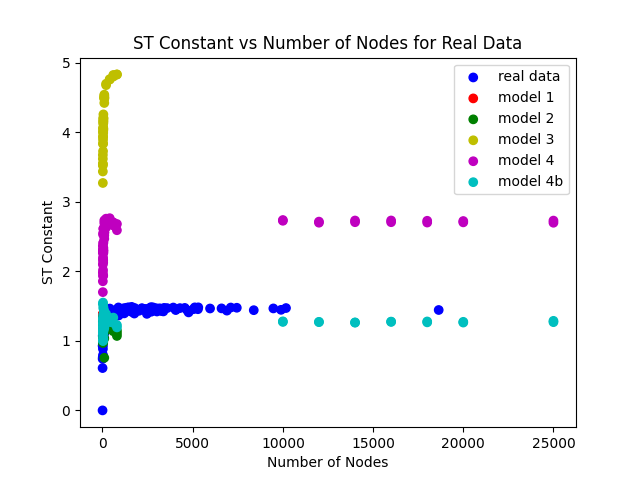 ST Constant vs Number of Nodes for Real Data
real data
model 1
model 2
model 3
model 4
model 4b
ST Constant
5
4
3
2
1
0
0 5000 10000 15000 20000 25000
Number of Nodes